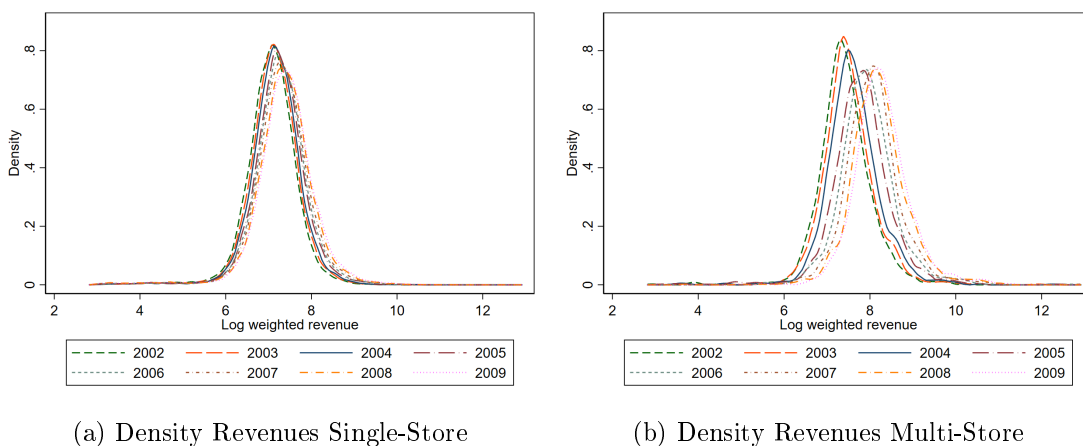 .8
.6
.4
.2
0
Density
2 4 6 8 10 12
Log weighted revenue
2002 2003 2004 2005
2006 2007 2008 2009
(a) Density Revenues Single-Store
.8
.6
.4
.2
0
Density
2 4 6 8 10 12
Log weighted revenue
2002 2003 2004 2005
2006 2007 2008 2009
(b) Density Revenues Multi-Store